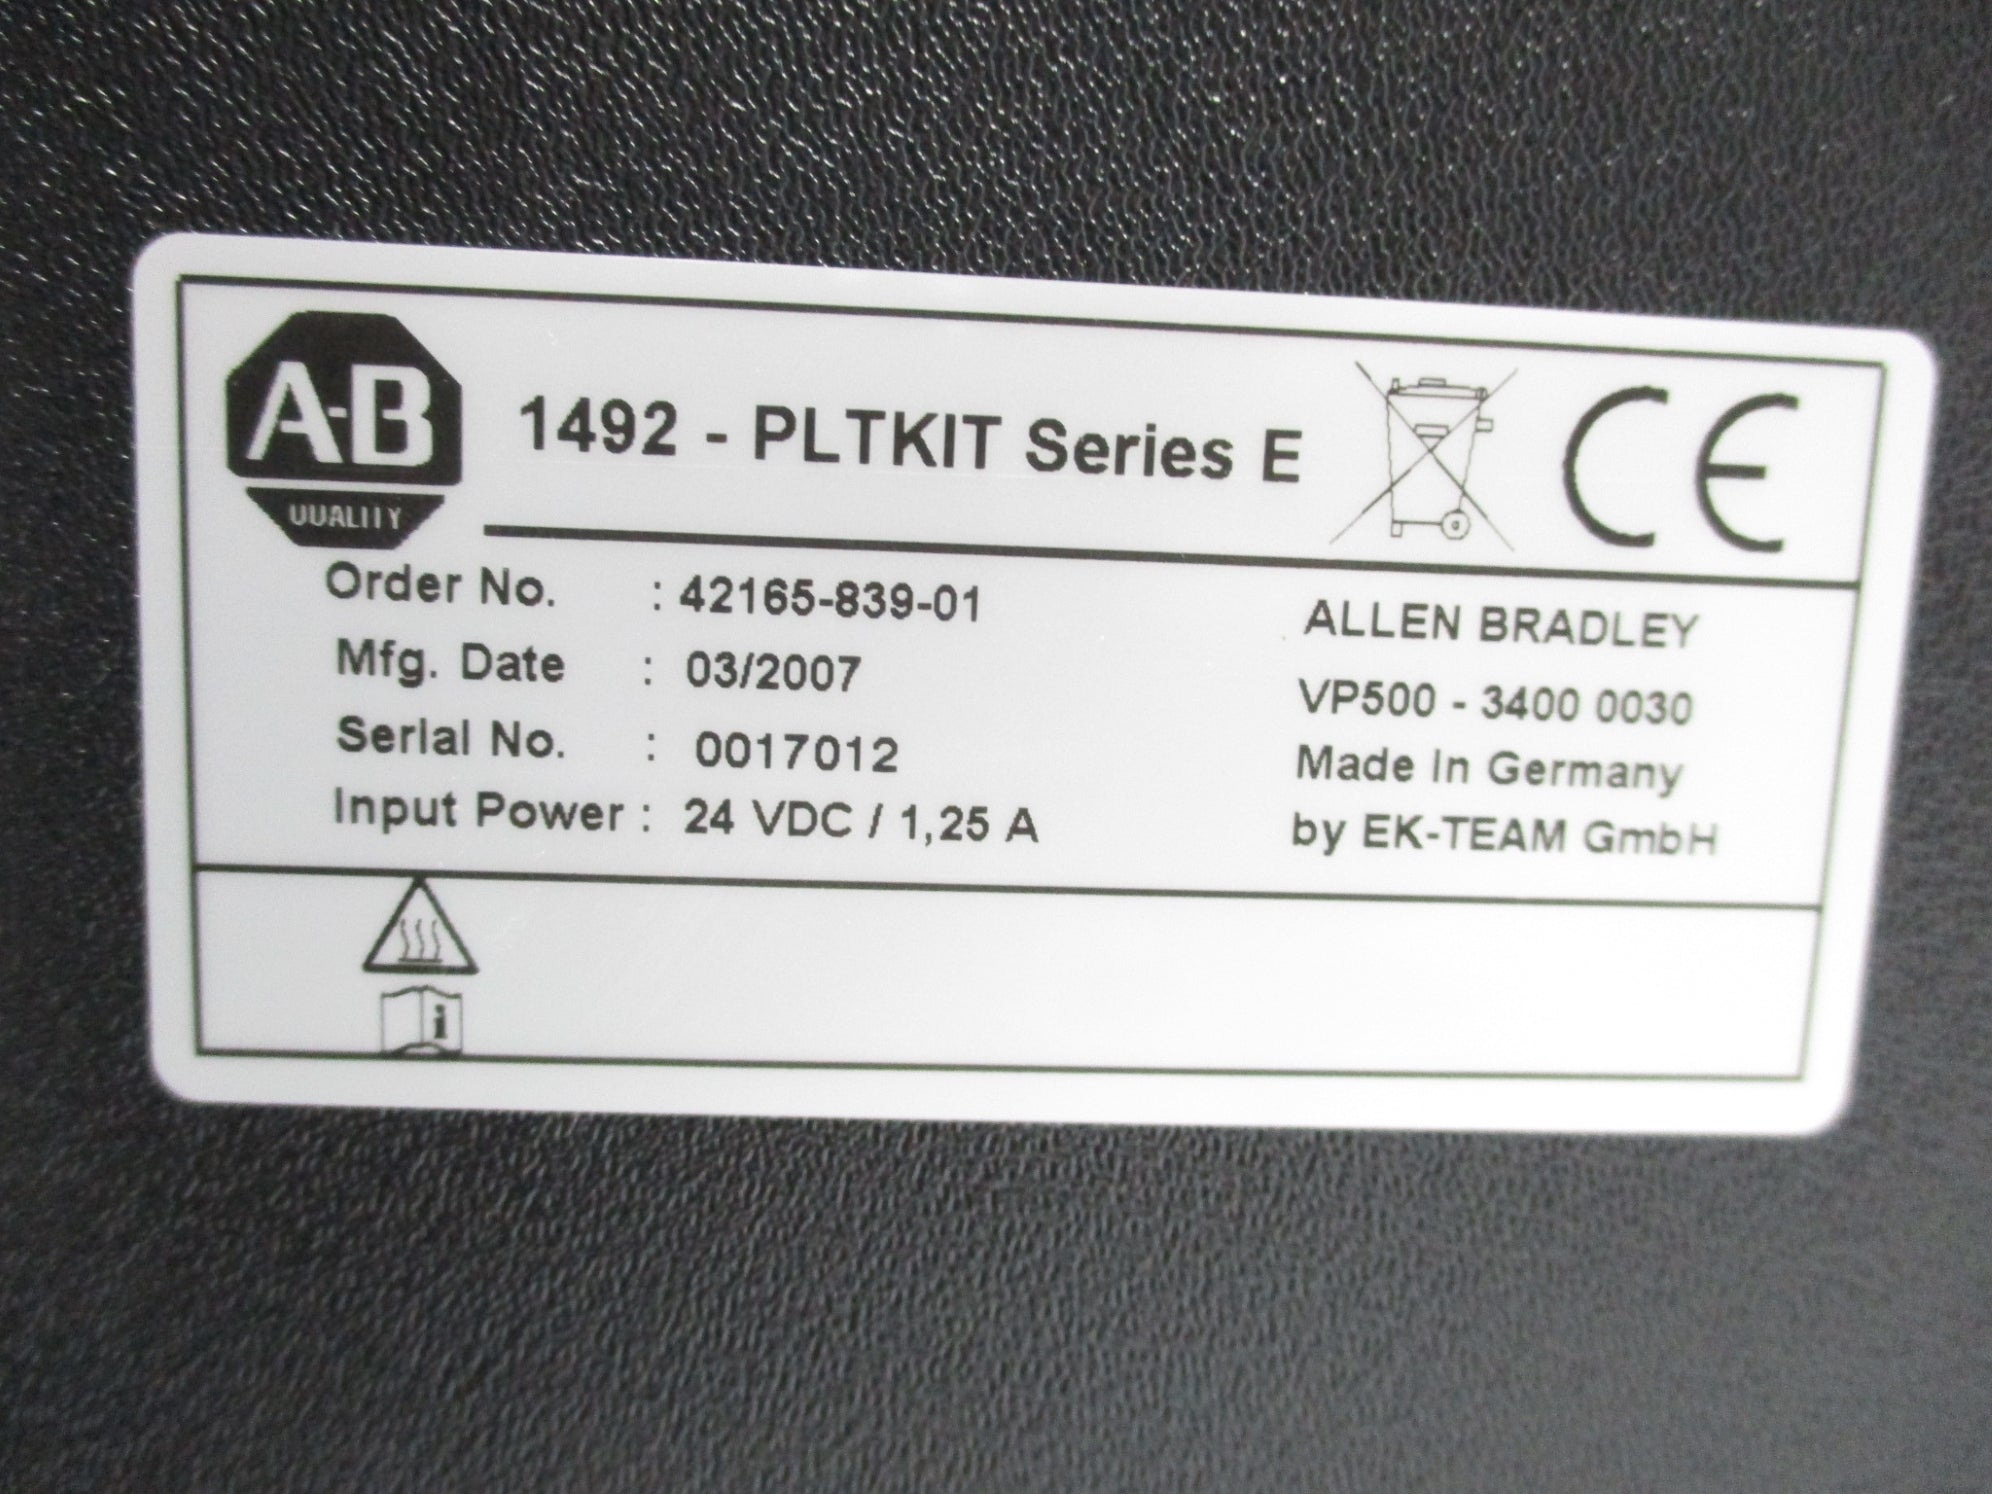 A-B
QUALITY
1492 - PLTKIT Series E
CE
Order No. : 42165-839-01
Mfg. Date : 03/2007
Serial No. : 0017012
Input Power : 24 VDC / 1,25 A
ALLEN BRADLEY
VP500 - 3400 0030
Made in Germany
by EK-TEAM GmbH
i